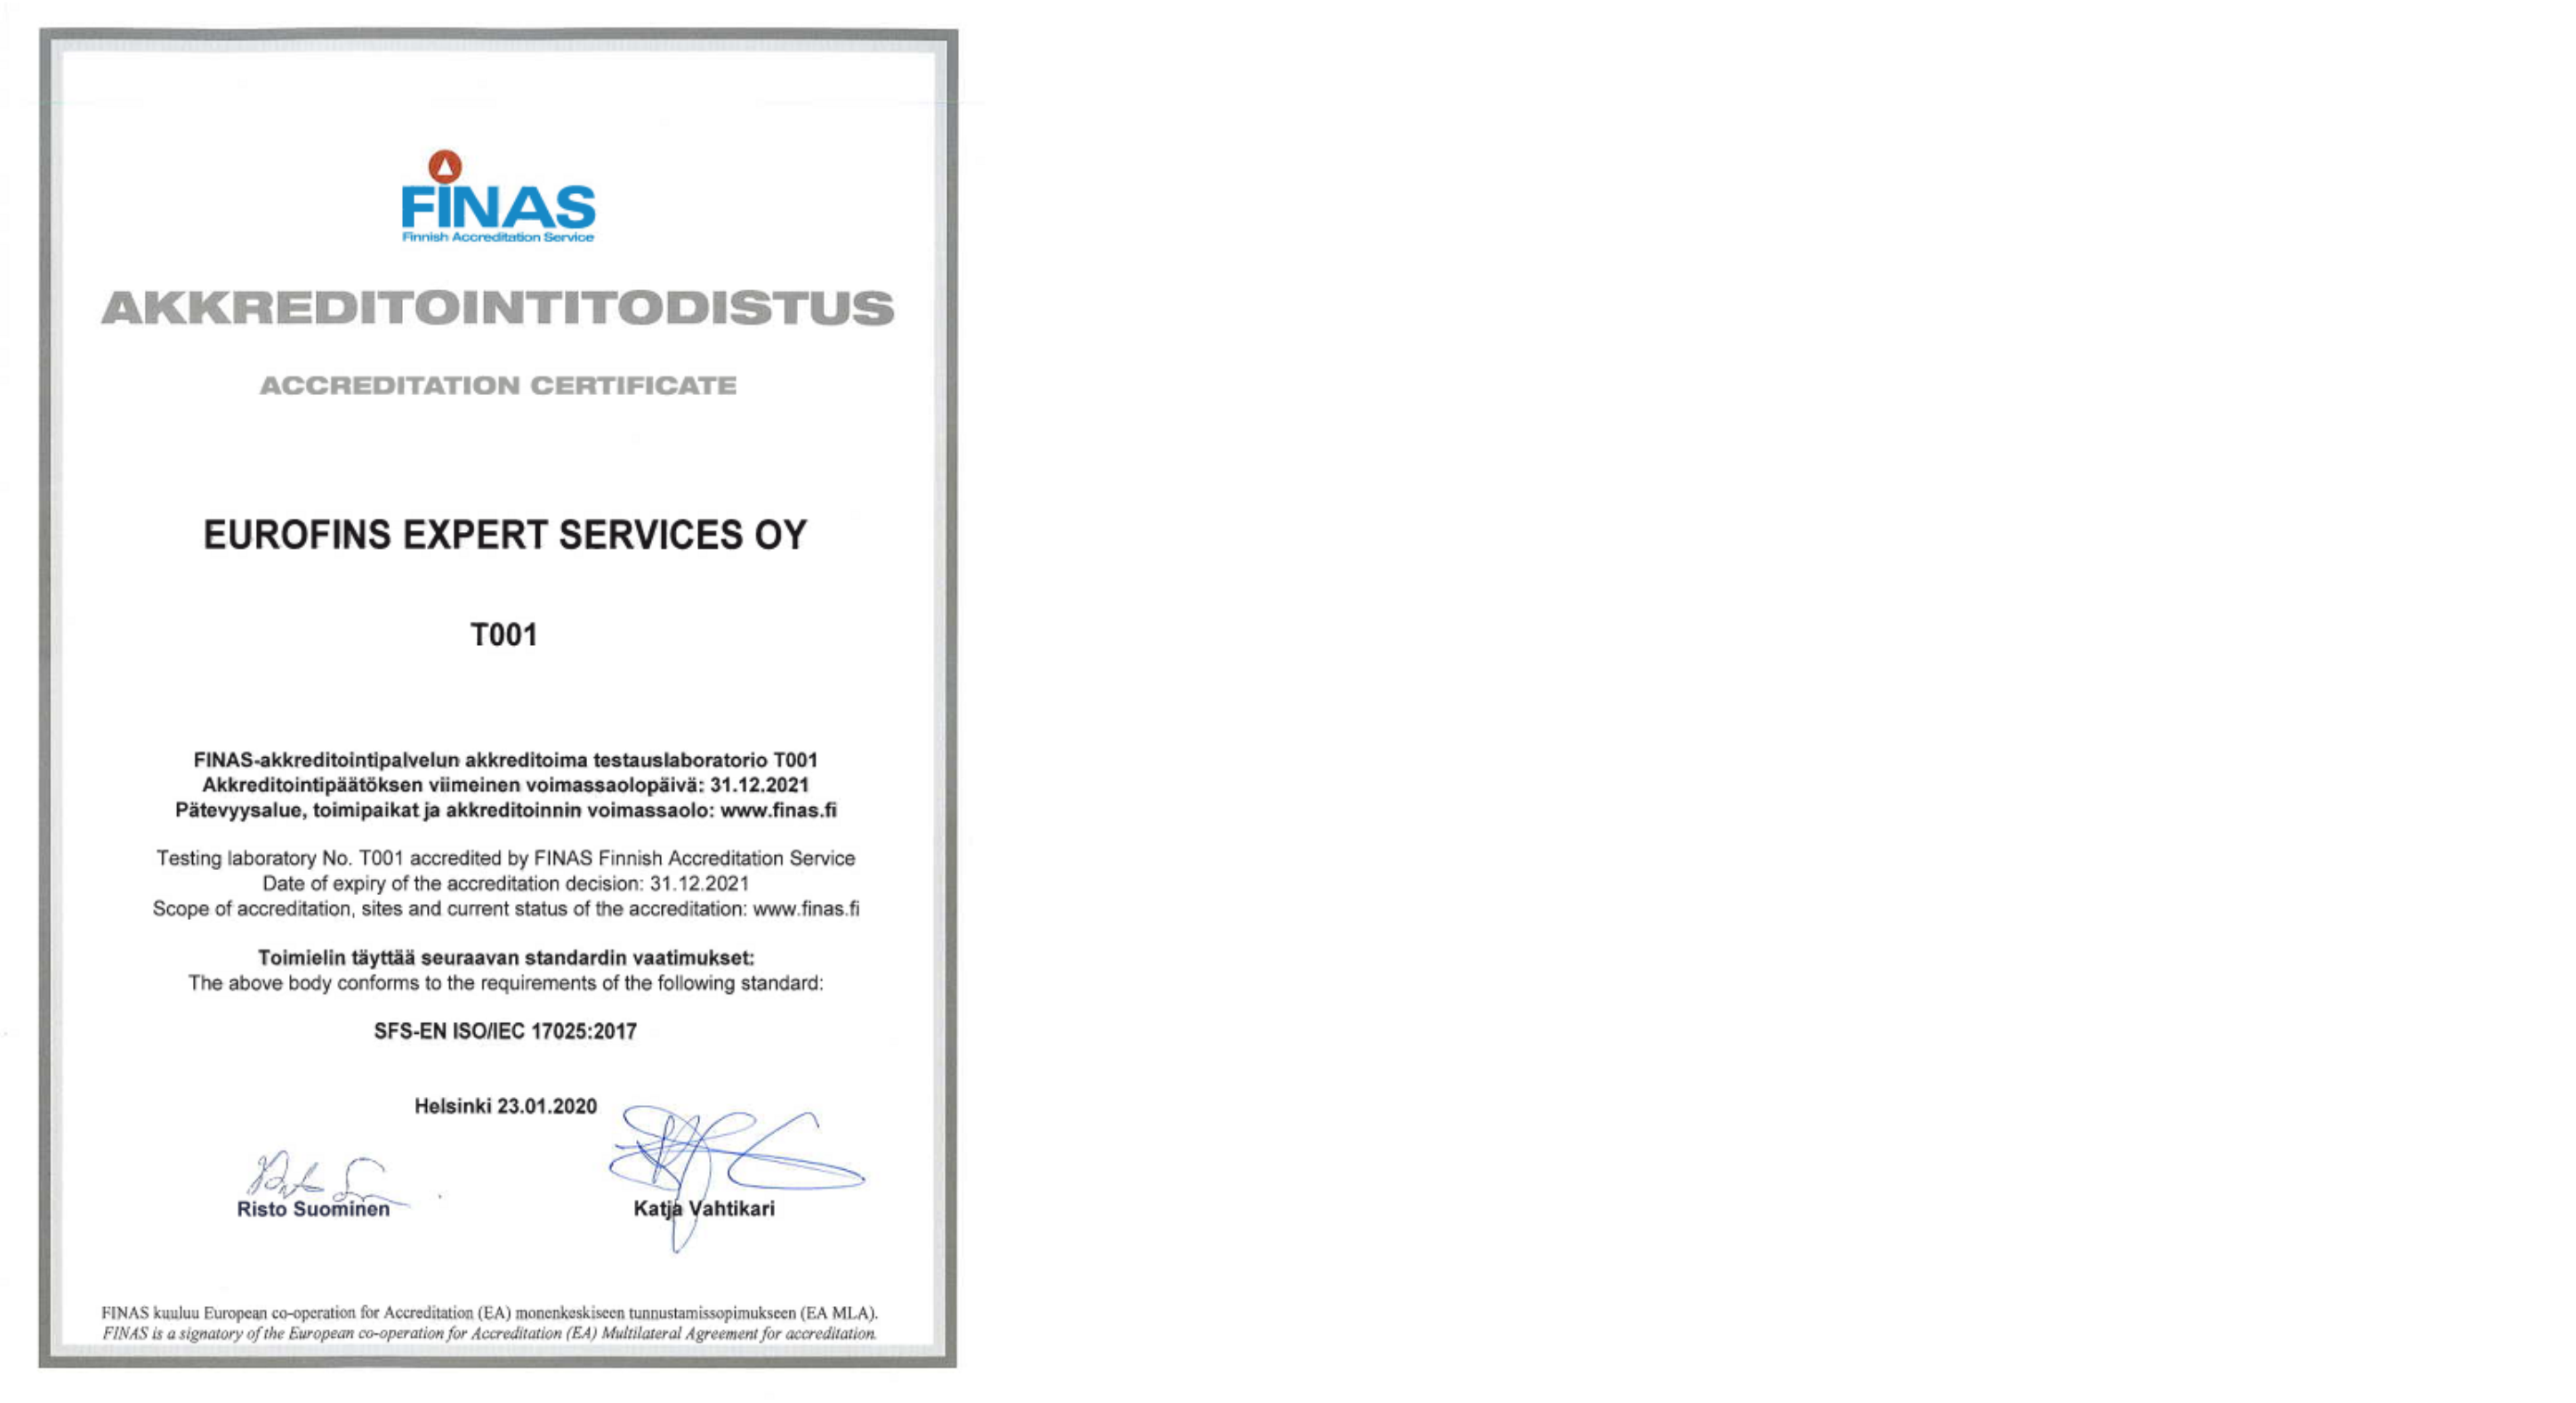 FINAS
Finnish Accreditation Service
AKKREDITOINTITODISTUS
ACCREDITATION CERTIFICATE
EUROFINS EXPERT SERVICES OY
T001
FINAS-akkreditointipalvelun akkreditoima testauslaboratorio T001
Akkreditointipäätöksen viimeinen voimassaolopäivä: 31.12.2021
Pätevyysalue, toimipaikat ja akkreditoinnin voimassaolo: www.finas.fi
Testing laboratory No. T001 accredited by FINAS Finnish Accreditation Service
Date of expiry of the accreditation decision: 31.12.2021
Scope of accreditation, sites and current status of the accreditation: www.finas.fi
Toimielin täyttää seuraavan standardin vaatimukset:
The above body conforms to the requirements of the following standard:
SFS-EN ISO/IEC 17025:2017
Helsinki 23.01.2020
Risto Suominen Katja Vahtikari
FINAS kuuluu European co-operation for Accreditation (EA) monenkeskiseen tunnustamissopimukseen (EA MLA).
FINAS is a signatory of the European co-operation for Accreditation (EA) Multilateral Agreement for accreditation.